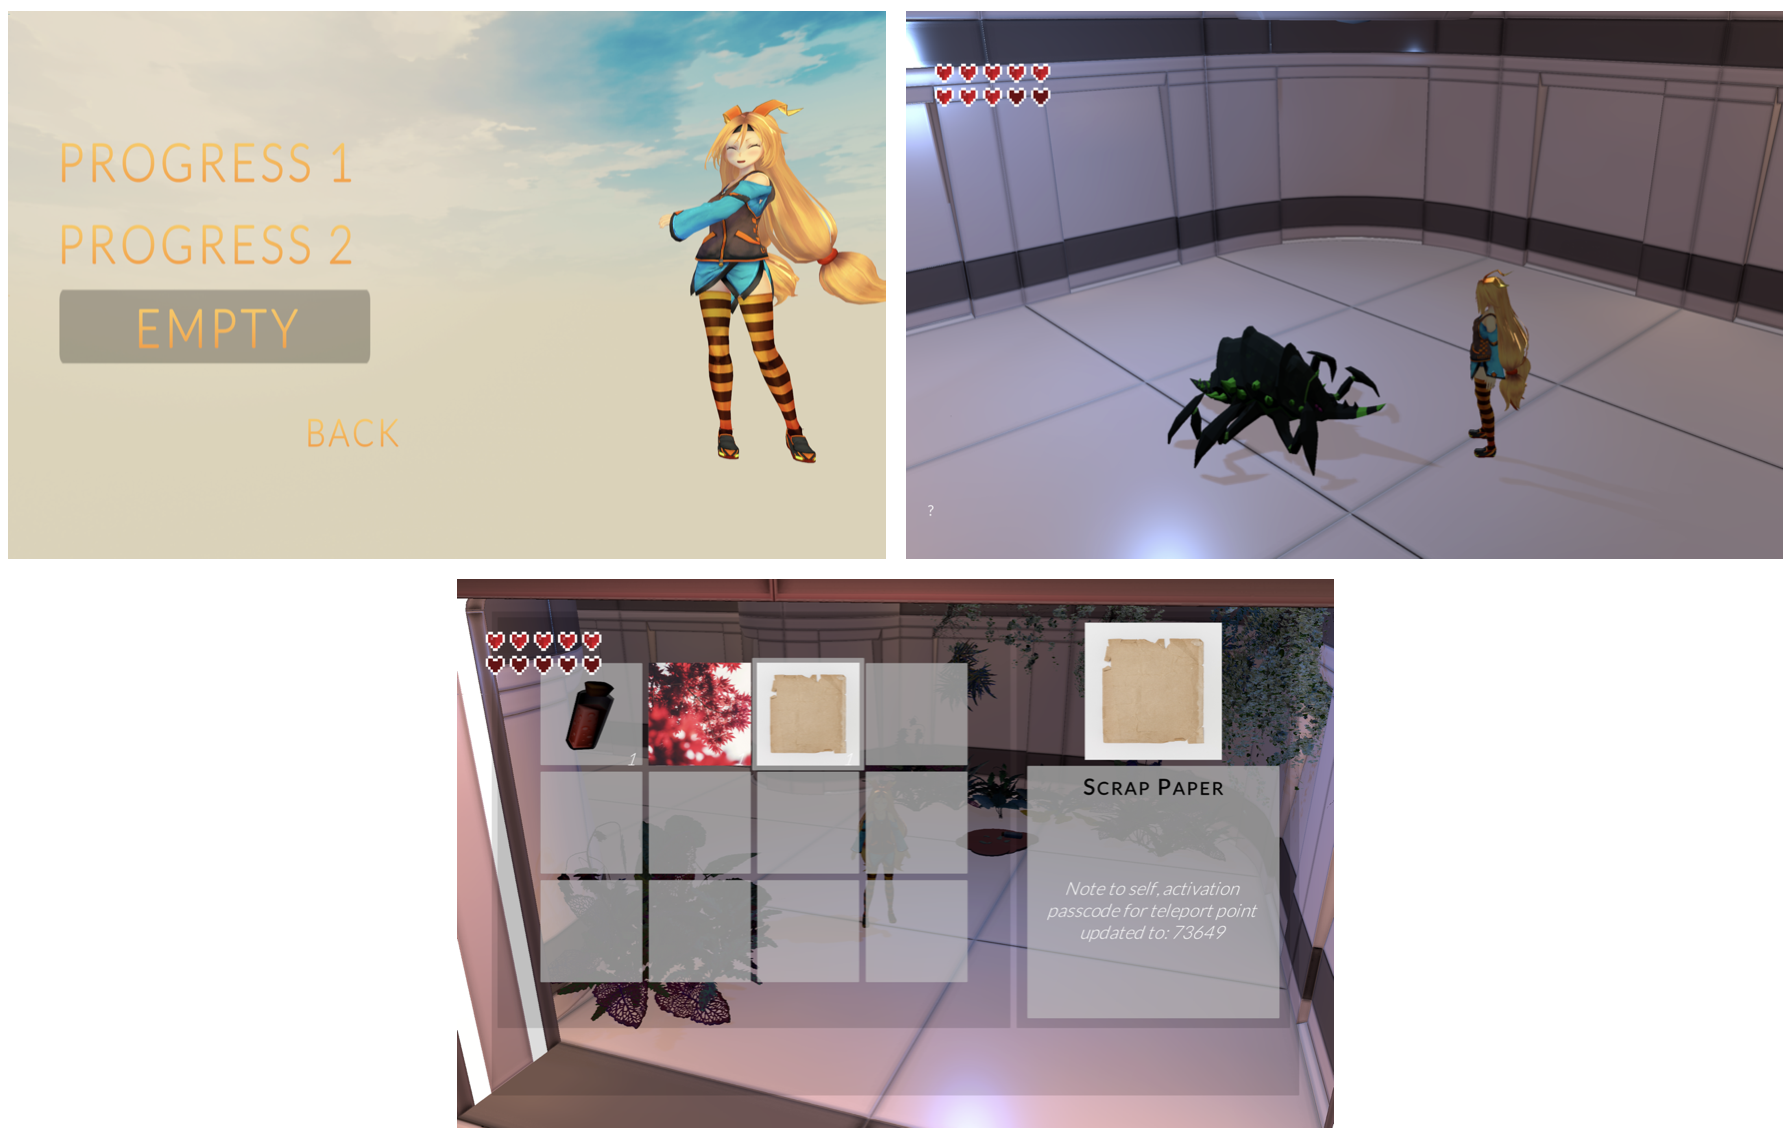 PROGRESS 1
PROGRESS 2
EMPTY
BACK
?
1
1
SCRAP PAPER
Note to self, activation
passcode for teleport point
updated to: 73649